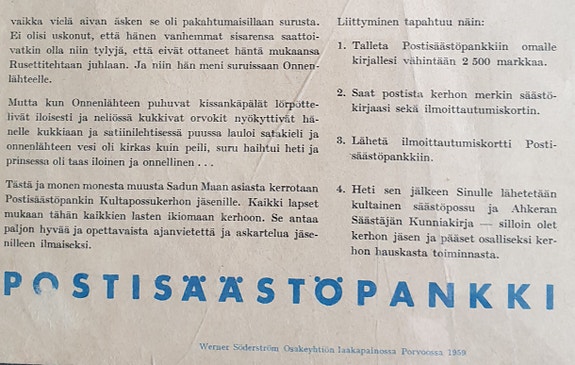 vaikka vielä aivan äsken se oli pakahtumaisillaan surusta.
Ei olisi uskonut, että hänen vanhemmat sisarensa saattoi-
vatkin olla niin tylyjä, että eivät ottaneet häntä mukaansa
Rusettitehtaan juhlaan. Ja niin hän meni suruissaan Onnen-
lähteelle.
Mutta kun Onnenlähteen puhuvat kissankäpälät lörpötte-
livät iloisesti ja neliössä kukkivat orvokit nyökyttivät hä-
nelle kukkiaan ja satiinilehtisessä puussa lauloi satakieli ja
onnenlähteen vesi oli kirkas kuin peili, suru haihtui heti ja
prinsessa oli taas iloinen ja onnellinen . . .
Tästä ja monen monesta muusta Sadun Maan asiasta kerrotaan
Postisäästöpankin Kultapossukerhon jäsenille. Kaikki lapset
mukaan tähän kaikkien lasten ikiomaan kerhoon. Se antaa
paljon hyvää ja opettavaista ajanvietettä ja askartelua jäse-
nilleen ilmaiseksi.
Liittyminen tapahtuu näin:
1. Talleta Postisäästöpankkiin omalle
kirjallesi vähintään 2 500 markkaa.
2. Saat postista kerhon merkin säästö-
kirjaasi sekä ilmoittautumiskortin.
3. Lähetä ilmoittautumiskortti Posti-
säästöpankkiin.
4. Heti sen jälkeen Sinulle lähetetään
kultainen säästöpossu ja Ahkeran
Säästäjän Kunniakirja — silloin olet
kerhon jäsen ja pääset osalliseksi ker-
hon hauskasta toiminnasta.
POSTISÄÄSTÖPANKKI
Werner Söderström Osakeyhtiön laakapainossa Porvoossa 1959